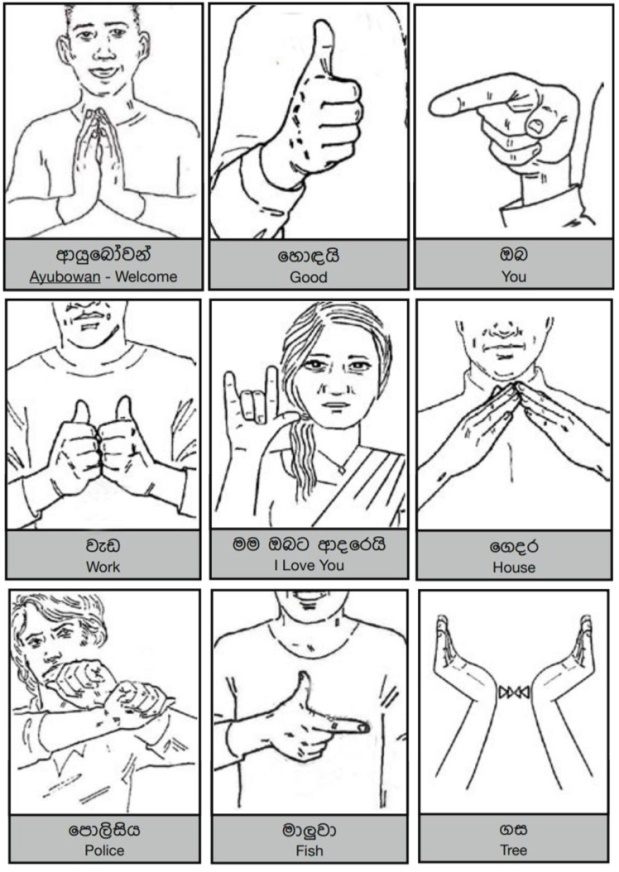 ආයුබෝවන්
Ayubowan - Welcome
හොඳයි
Good
ඔබ
You
වැඩ
Work
මම ඔබට ආදරෙයි
I Love You
ගෙදර
House
පොලිසිය
Police
මාලුවා
Fish
ගස
Tree